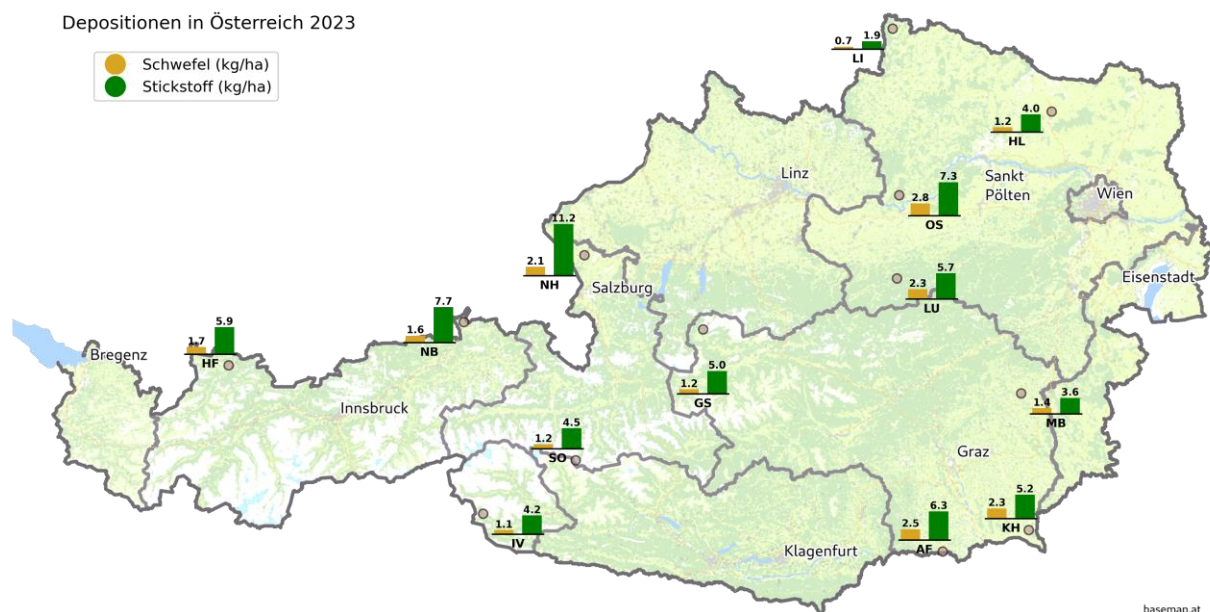 Depositionen in Österreich 2023
Schwefel (kg/ha)
Stickstoff (kg/ha)
0.7 1.9
LI
1.2 4.0
HL
Linz
Sankt
Pölten
Wien
2.8 7.3
OS
2.1 11.2
NH
Salzburg
2.3 5.7
LU
Eisenstadt
1.6 7.7
NB
1.7 5.9
HF
Bregenz
Innsbruck
1.2 5.0
GS
1.4 3.6
MB
1.2 4.5
SO
Graz
1.1 4.2
IV
Klagenfurt
2.5 6.3
AF
2.3 5.2
KH
basemap.at